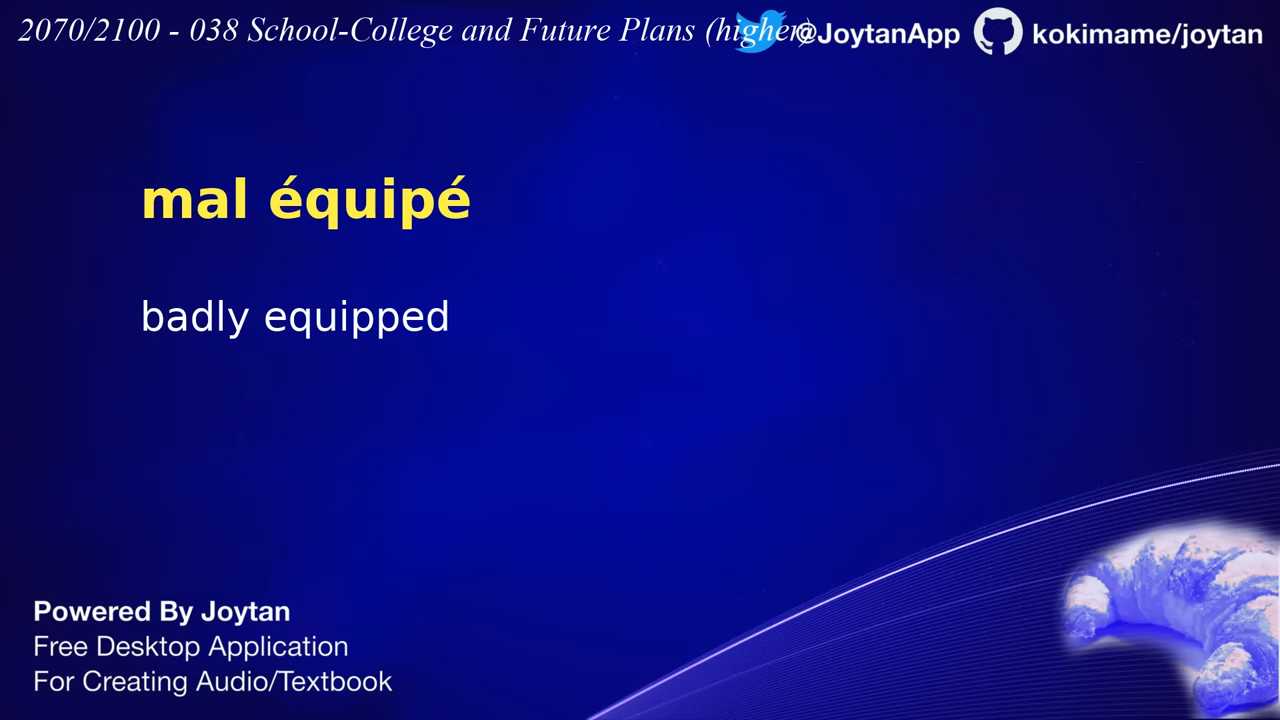 2070/2100 - 038 School-College and Future Plans (higher)
@JoytanApp
kokimame/joytan
mal équipé
badly equipped
Powered By Joytan
Free Desktop Application
For Creating Audio/Textbook